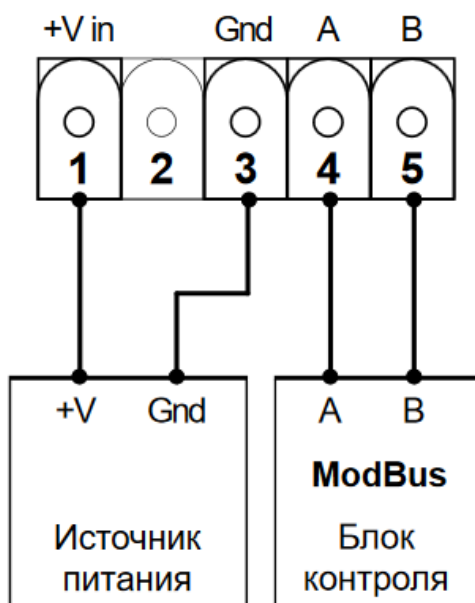 +V in Gnd A B
1 2 3 4 5
+V Gnd A B
ModBus
Источник
питания
Блок
контроля